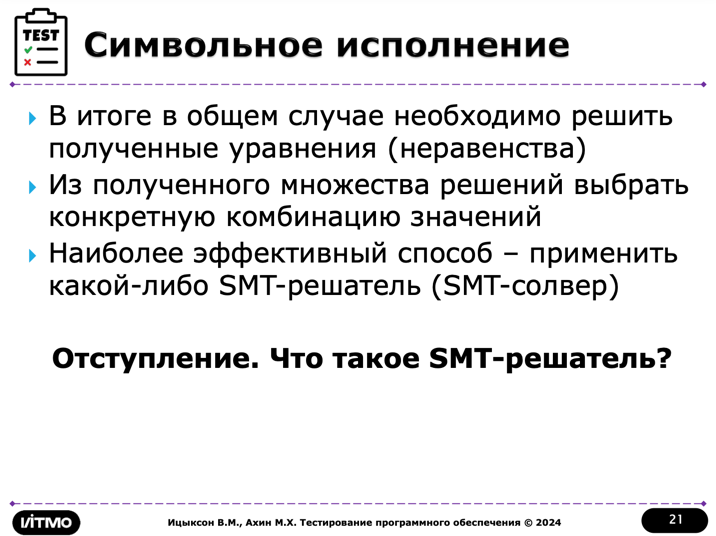 TEST
Символьное исполнение
В итоге в общем случае необходимо решить
полученные уравнения (неравенства)
Из полученного множества решений выбрать
конкретную комбинацию значений
Наиболее эффективный способ – применить
какой-либо SMT-решатель (SMT-солвер)
Отступление. Что такое SMT-решатель?
ИТМО
Ицыксон В.М., Ахин М.Х. Тестирование программного обеспечения © 2024
21